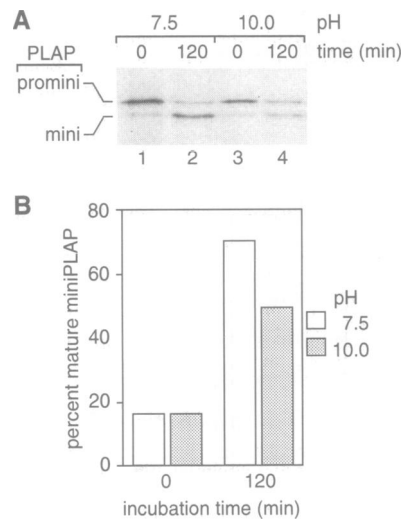 A
7.5 10.0 pH
PLAP 0 120 0 120 time (min)
promini
mini
1 2 3 4
B
percent mature miniPLAP
80
60
40
20
0
pH
7.5
10.0
0 120
incubation time (min)